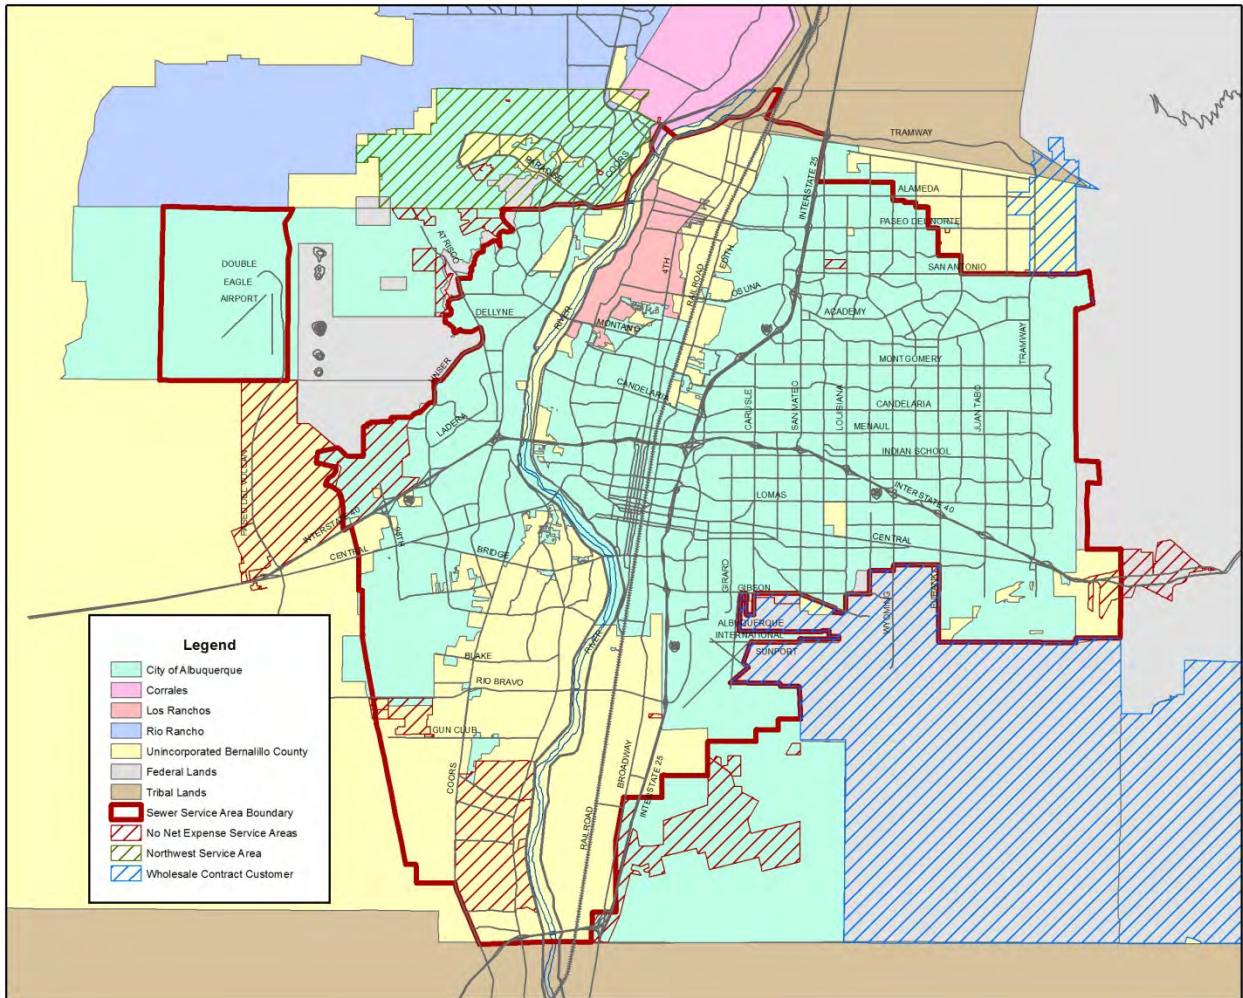 TRAMWAY
INTERSTATE 25
ALAMEDA
PARADISE
COORS
PASEO DEL NORTE
ATRISCO
EDITH
4TH
RAILROAD
SAN ANTONIO
DOUBLE
EAGLE
AIRPORT
OSUNA
DELLYNE
RIVER
MONTANO
ACADEMY
TRAMWAY
MONTGOMERY
UNSER
CANDELARIA
CARLISLE
SAN MATEO
LOUISIANA
CANDELARIA
JUAN TABO
LADERA
MENAUL
INDIAN SCHOOL
PASEO DEL VOLCAN
LOMAS
INTERSTATE 40
INTERSTATE 40
98TH
CENTRAL
CENTRAL
BRIDGE
GIRARD
GIBSON
WYOMING
EUBANK
ALBUQUERQUE
INTERNATIONAL
SUNPORT
RIVER
BLAKE
RIO BRAVO
GUN CLUB
COORS
BROADWAY
INTERSTATE 25
RAILROAD
Legend
City of Albuquerque
Corrales
Los Ranchos
Rio Rancho
Unincorporated Bernalillo County
Federal Lands
Tribal Lands
Sewer Service Area Boundary
No Net Expense Service Areas
Northwest Service Area
Wholesale Contract Customer